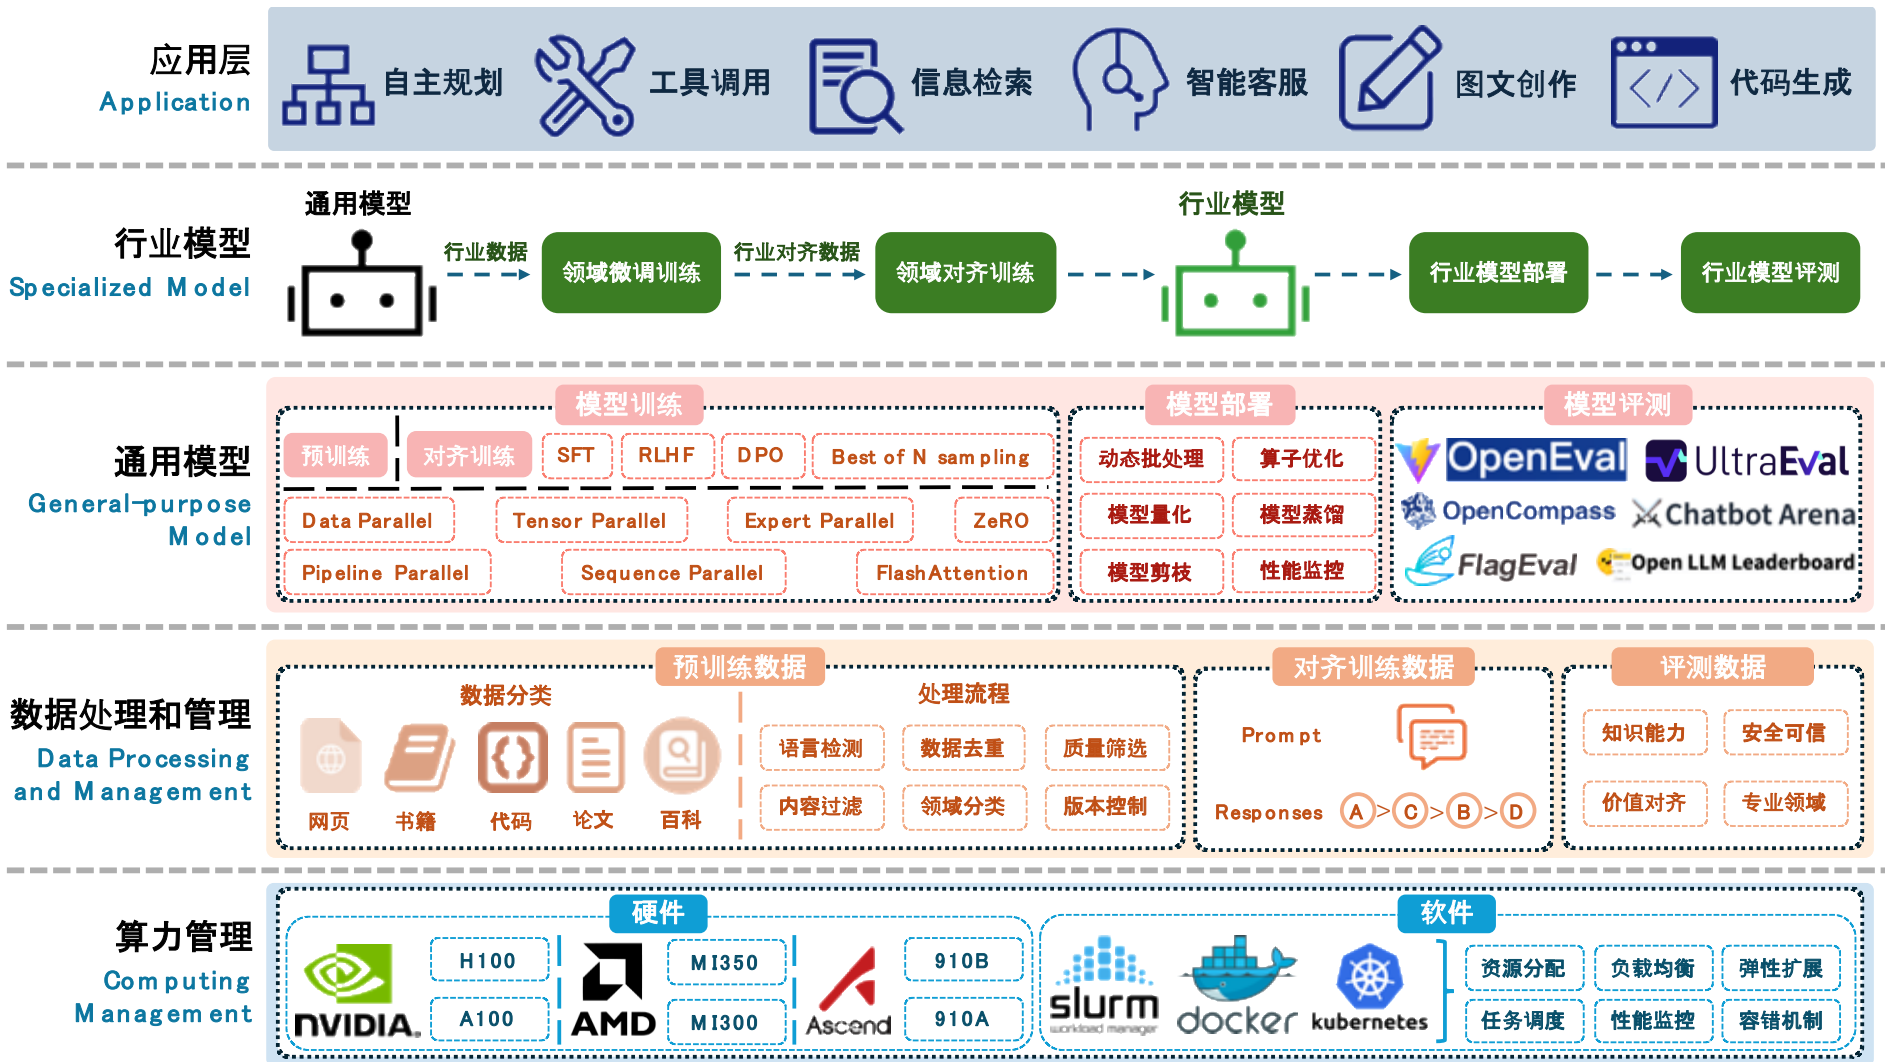 应用层
Application
自主规划
工具调用
信息检索
智能客服
图文创作
代码生成
行业模型
Specialized Model
通用模型
行业数据
领域微调训练
行业对齐数据
领域对齐训练
行业模型
行业模型部署
行业模型评测
通用模型
General-purpose
Model
模型训练
预训练
对齐训练
SFT
RLHF
DPO
Best of N sampling
Data Parallel
Tensor Parallel
Expert Parallel
ZeRO
Pipeline Parallel
Sequence Parallel
FlashAttention
模型部署
动态批处理
算子优化
模型量化
模型蒸馏
模型剪枝
性能监控
模型评测
OpenEval
UltraEval
OpenCompass
Chatbot Arena
FlagEval
Open LLM Leaderboard
数据处理和管理
Data Processing
and Management
预训练数据
数据分类
网页
书籍
代码
论文
百科
处理流程
语言检测
数据去重
质量筛选
内容过滤
领域分类
版本控制
对齐训练数据
Prompt
Responses
A>C>B>D
评测数据
知识能力
安全可信
价值对齐
专业领域
算力管理
Computing
Management
硬件
NVIDIA
H100
A100
AMD
MI350
MI300
Ascend
910B
910A
软件
slurm
workload manager
docker
kubernetes
资源分配
负载均衡
弹性扩展
任务调度
性能监控
容错机制